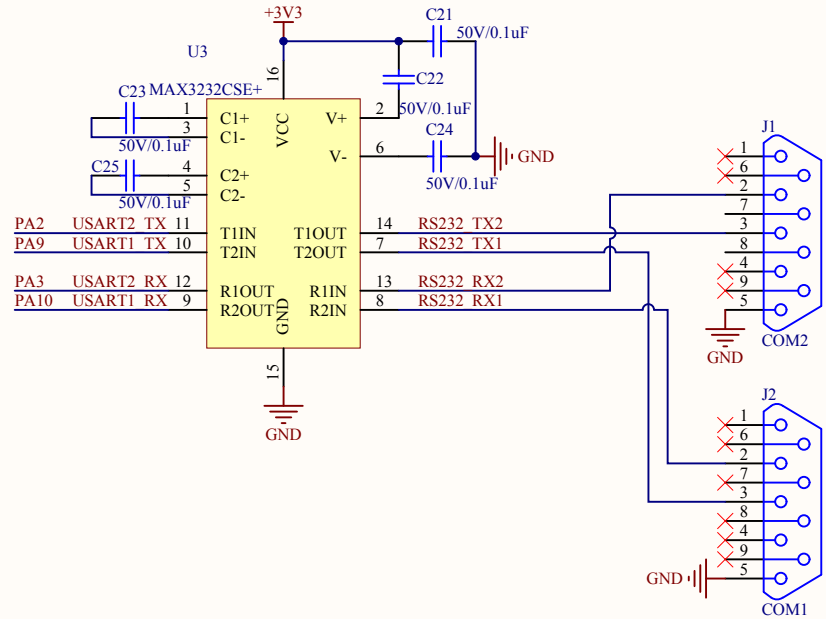 +3V3
C21
50V/0.1uF
U3
16
C22
50V/0.1uF
C23
MAX3232CSE+
50V/0.1uF
1
C1+
3
C1-
VCC
V+
2
C24
50V/0.1uF
V-
6
GND
C25
50V/0.1uF
4
C2+
5
C2-
PA2 USART2_TX 11 T1IN T1OUT 14 RS232_TX2
PA9 USART1_TX 10 T2IN T2OUT 7 RS232_TX1
PA3 USART2_RX 12 R1OUT R1IN 13 RS232_RX2
PA10 USART1_RX 9 R2OUT R2IN 8 RS232_RX1
GND
15
GND
J1
1
6
2
7
3
8
4
9
5
GND
COM2
J2
1
6
2
7
3
8
4
9
5
GND
COM1